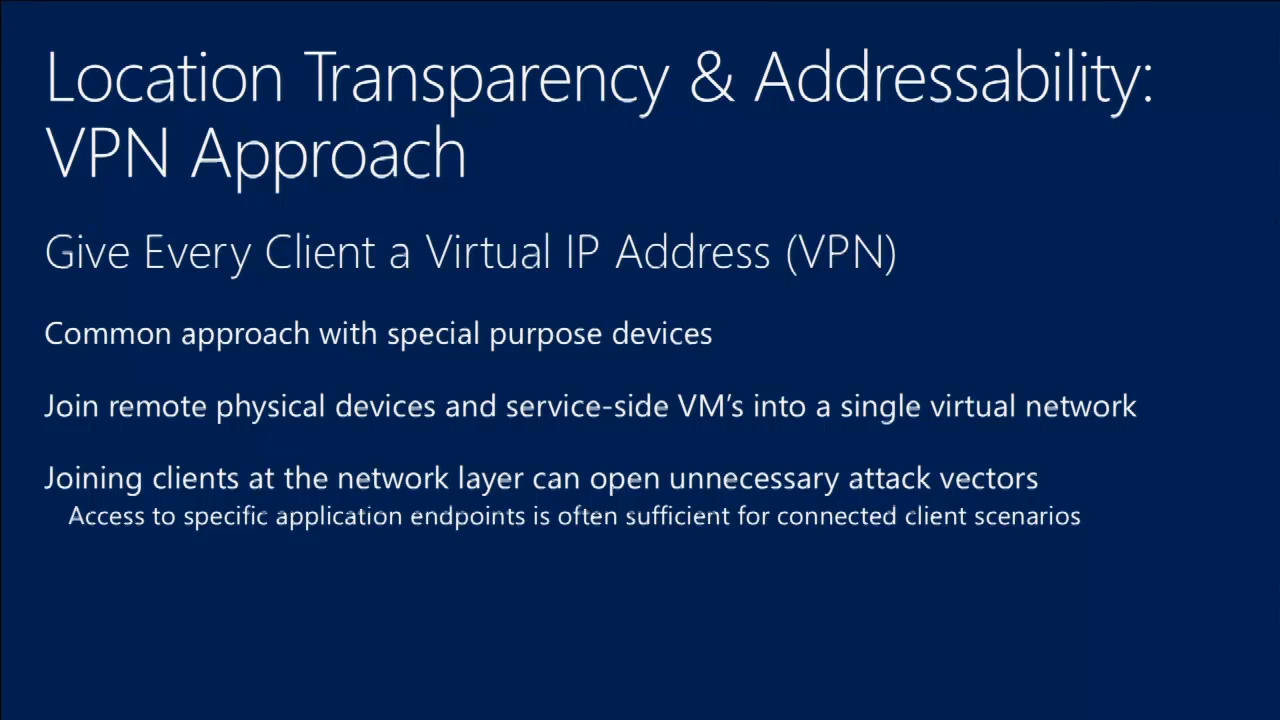 Location Transparency & Addressability:
VPN Approach
Give Every Client a Virtual IP Address (VPN)
Common approach with special purpose devices
Join remote physical devices and service-side VM's into a single virtual network
Joining clients at the network layer can open unnecessary attack vectors
Access to specific application endpoints is often sufficient for connected client scenarios